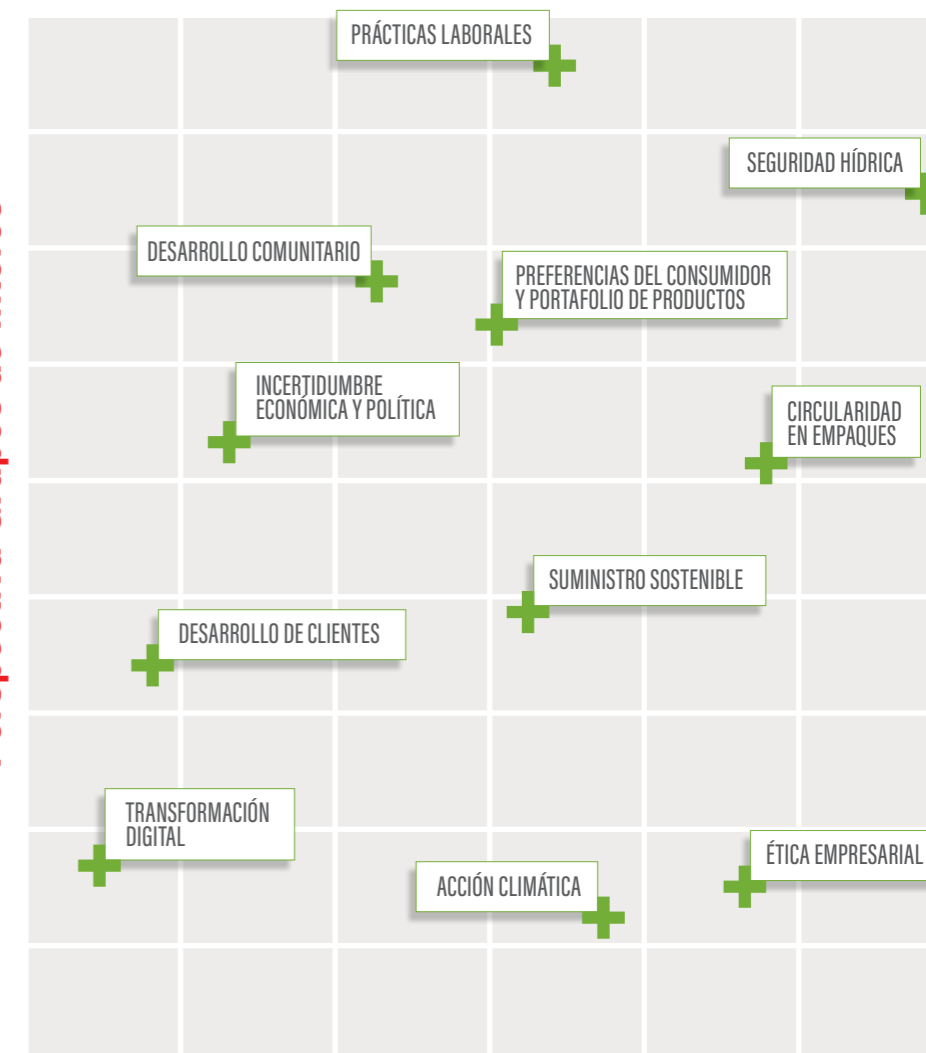 PRÁCTICAS LABORALES
SEGURIDAD HÍDRICA
DESARROLLO COMUNITARIO
PREFERENCIAS DEL CONSUMIDOR
Y PORTAFOLIO DE PRODUCTOS
INCERTIDUMBRE
ECONÓMICA Y POLÍTICA
CIRCULARIDAD
EN EMPAQUES
SUMINISTRO SOSTENIBLE
DESARROLLO DE CLIENTES
TRANSFORMACIÓN
DIGITAL
ÉTICA EMPRESARIAL
ACCIÓN CLIMÁTICA